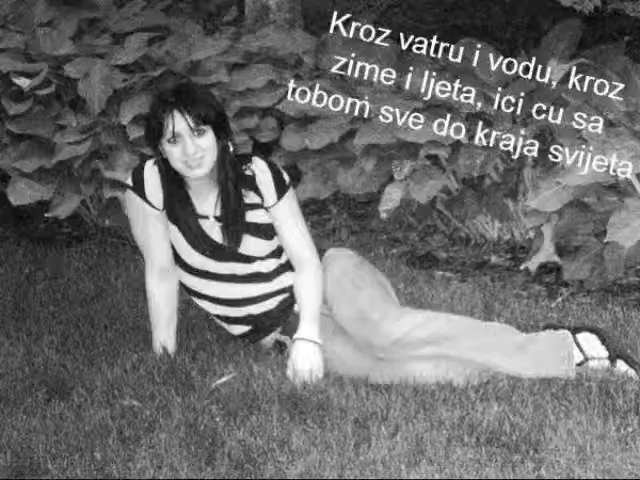 Kroz vatru i vodu, kroz
zime i ljeta, ici cu sa
tobom sve do kraja svijeta